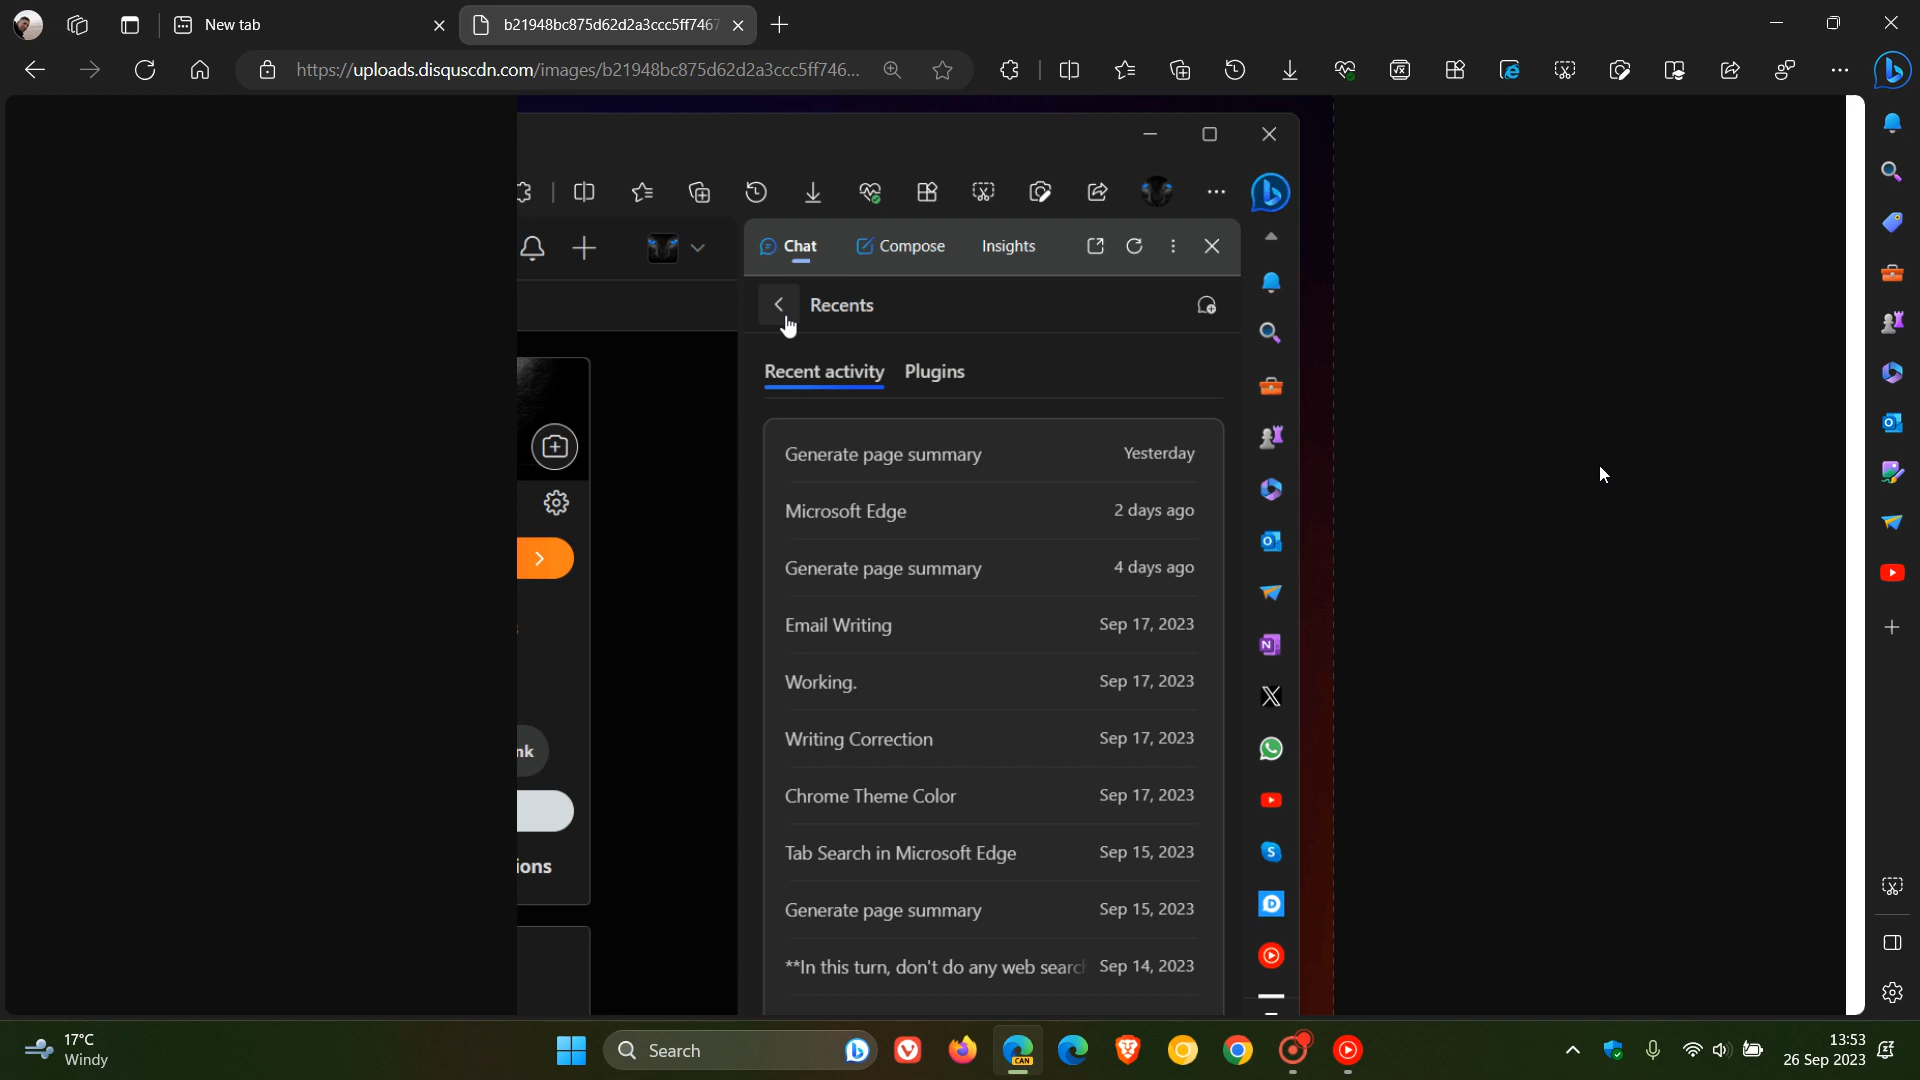 New tab
b21948bc875d62d2a3ccc5ff7467
https://uploads.disquscdn.com/images/b21948bc875d62d2a3ccc5ff746...
Chat
Compose
Insights
Recents
Recent activity
Plugins
Generate page summary
Yesterday
Microsoft Edge
2 days ago
Generate page summary
4 days ago
Email Writing
Sep 17, 2023
Working.
Sep 17, 2023
nk
Writing Correction
Sep 17, 2023
Chrome Theme Color
Sep 17, 2023
ions
Tab Search in Microsoft Edge
Sep 15, 2023
Generate page summary
Sep 15, 2023
**In this turn, don't do any web search
Sep 14, 2023
17°C
Windy
Search
CAN
13:53
26 Sep 2023